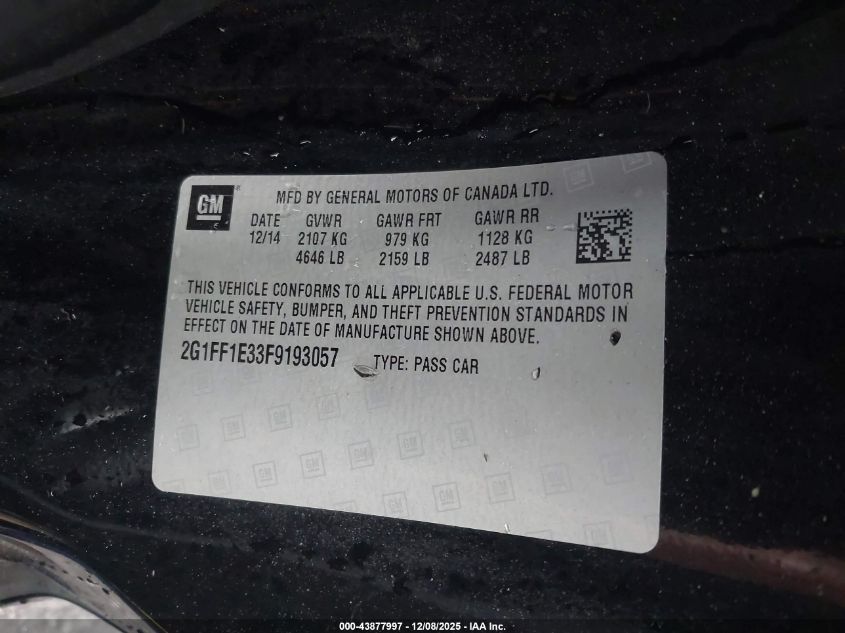 GM
MFD BY GENERAL MOTORS OF CANADA LTD.
DATE GVWR GAWR FRT GAWR RR
12/14 2107 KG 979 KG 1128 KG
4646 LB 2159 LB 2487 LB
THIS VEHICLE CONFORMS TO ALL APPLICABLE U.S. FEDERAL MOTOR
VEHICLE SAFETY, BUMPER, AND THEFT PREVENTION STANDARDS IN
EFFECT ON THE DATE OF MANUFACTURE SHOWN ABOVE.
2G1FF1E33F9193057 TYPE: PASS CAR
000-43877997 - 12/08/2025 - IAA Inc.